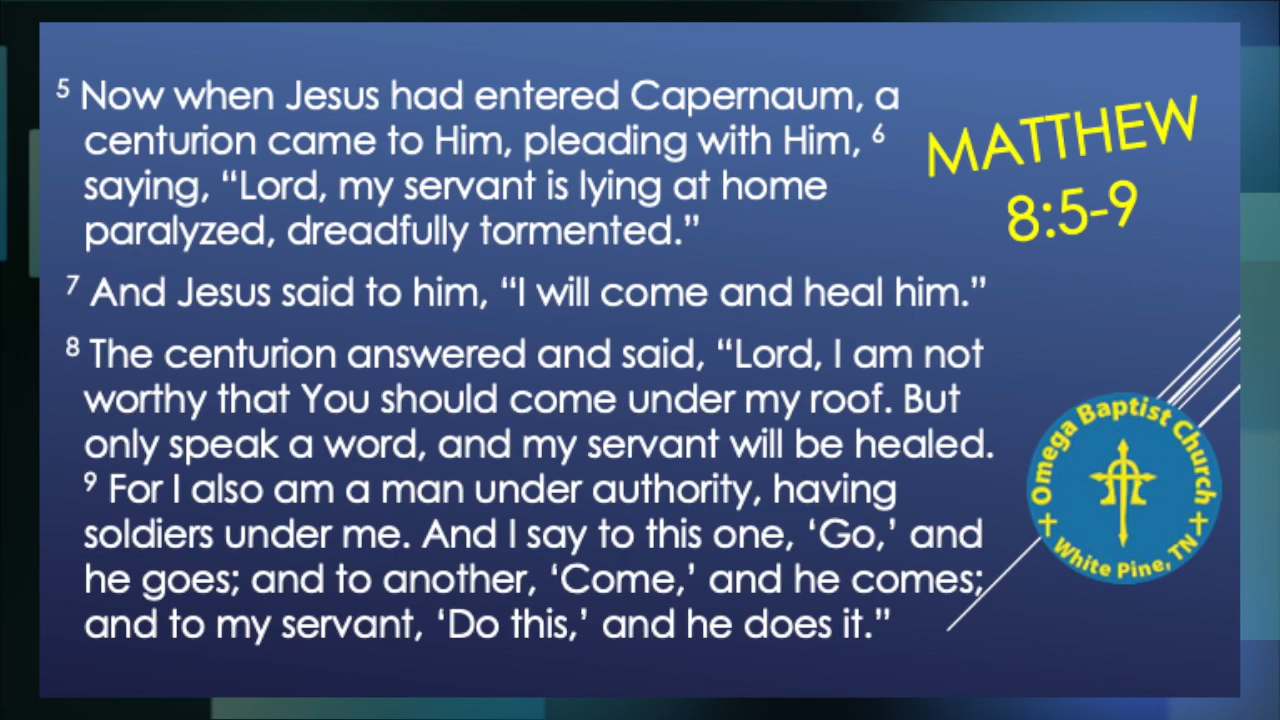 ⁵ Now when Jesus had entered Capernaum, a
centurion came to Him, pleading with Him, ⁶
saying, “Lord, my servant is lying at home
paralyzed, dreadfully tormented.”
⁷ And Jesus said to him, “I will come and heal him.”
⁸ The centurion answered and said, “Lord, I am not
worthy that You should come under my roof. But
only speak a word, and my servant will be healed.
⁹ For I also am a man under authority, having
soldiers under me. And I say to this one, ‘Go,’ and
he goes; and to another, ‘Come,’ and he comes;
and to my servant, ‘Do this,’ and he does it.”
MATTHEW
8:5-9
Omega Baptist Church
White Pine, TN